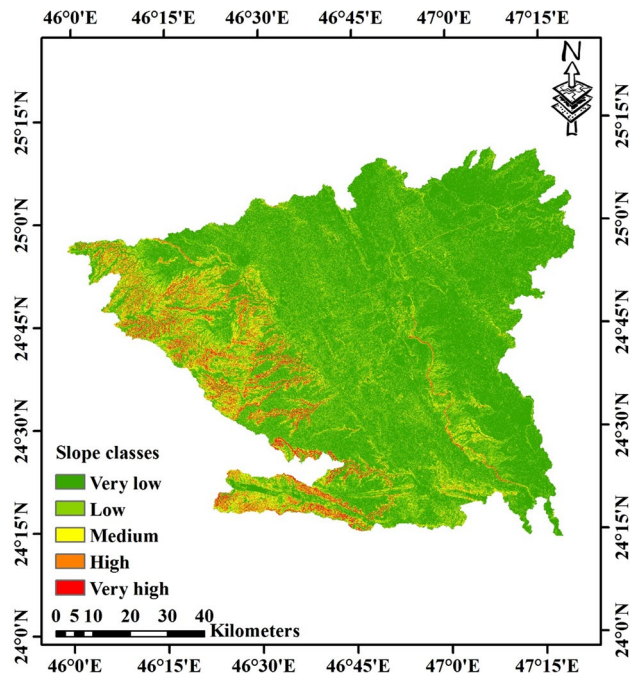 46°0'E 46°15'E 46°30'E 46°45'E 47°0'E 47°15'E
N
25°15'N 25°15'N
25°0'N 25°0'N
24°45'N 24°45'N
24°30'N 24°30'N
24°15'N 24°15'N
24°0'N 24°0'N
Slope classes
Very low
Low
Medium
High
Very high
0 5 10 20 30 40
Kilometers
46°0'E 46°15'E 46°30'E 46°45'E 47°0'E 47°15'E